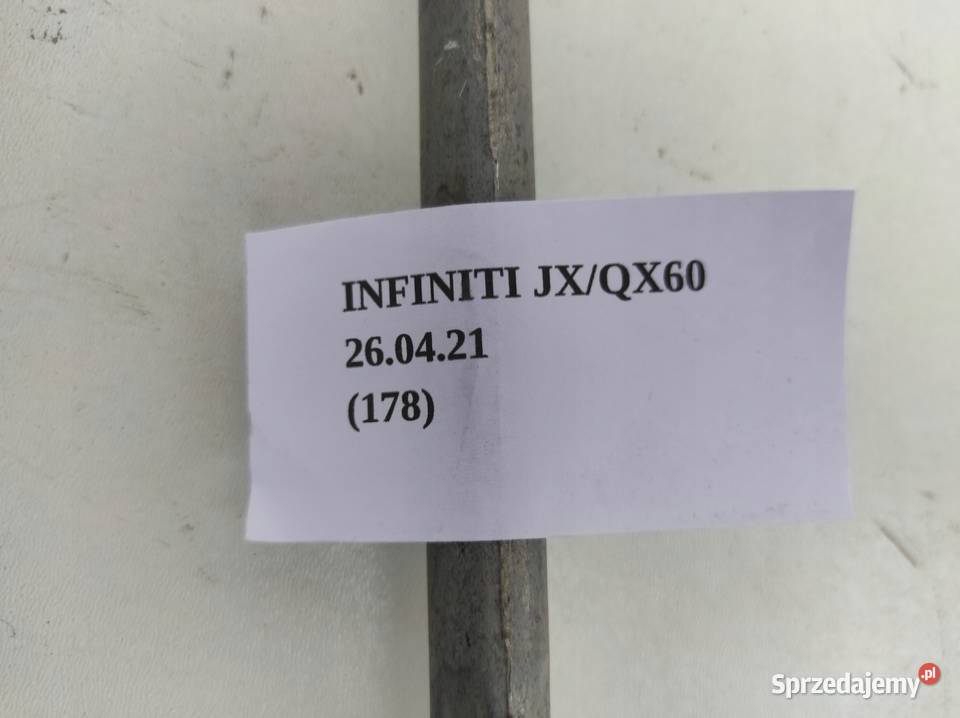 INFINITI JX/QX60
26.04.21
(178)
Sprzedajemy.pl